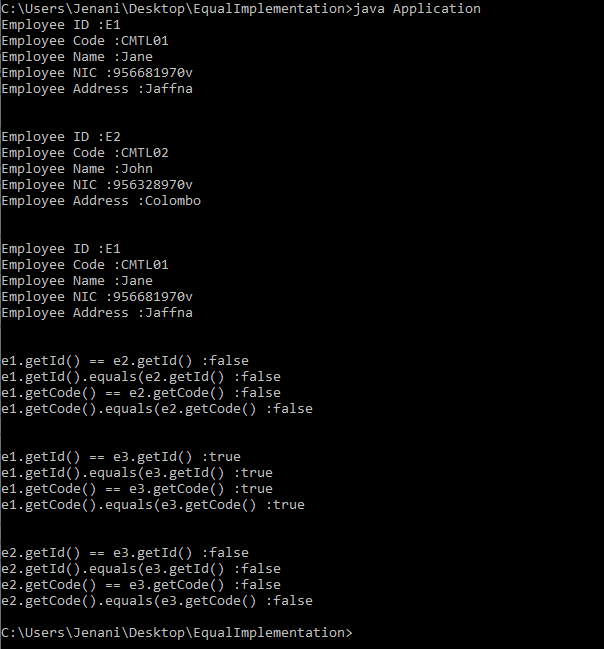 C:\Users\Jenani\Desktop\EqualImplementation>java Application
Employee ID :E1
Employee Code :CMTL01
Employee Name :Jane
Employee NIC :956681970v
Employee Address :Jaffna
Employee ID :E2
Employee Code :CMTL02
Employee Name :John
Employee NIC :956328970v
Employee Address :Colombo
Employee ID :E1
Employee Code :CMTL01
Employee Name :Jane
Employee NIC :956681970v
Employee Address :Jaffna
e1.getId() == e2.getId() :false
e1.getId().equals(e2.getId() :false
e1.getCode() == e2.getCode() :false
e1.getCode().equals(e2.getCode() :false
e1.getId() == e3.getId() :true
e1.getId().equals(e3.getId() :true
e1.getCode() == e3.getCode() :true
e1.getCode().equals(e3.getCode() :true
e2.getId() == e3.getId() :false
e2.getId().equals(e3.getId() :false
e2.getCode() == e3.getCode() :false
e2.getCode().equals(e3.getCode() :false
C:\Users\Jenani\Desktop\EqualImplementation>